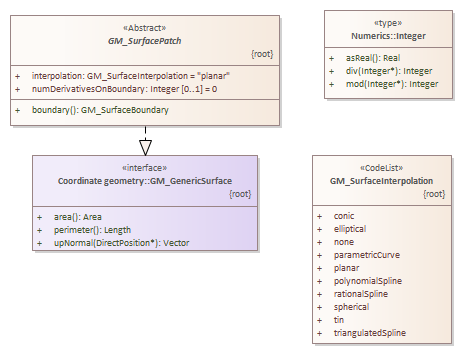 «Abstract»
GM_SurfacePatch
{root}
+ interpolation: GM_SurfaceInterpolation = "planar"
+ numDerivativesOnBoundary: Integer [0..1] = 0
+ boundary(): GM_SurfaceBoundary
«type»
Numerics::Integer
+ asReal(): Real
+ div(Integer*): Integer
+ mod(Integer*): Integer
«interface»
Coordinate geometry::GM_GenericSurface
{root}
+ area(): Area
+ perimeter(): Length
+ upNormal(DirectPosition*): Vector
«CodeList»
GM_SurfaceInterpolation
{root}
+ conic
+ elliptical
+ none
+ parametricCurve
+ planar
+ polynomialSpline
+ rationalSpline
+ spherical
+ tin
+ triangulatedSpline